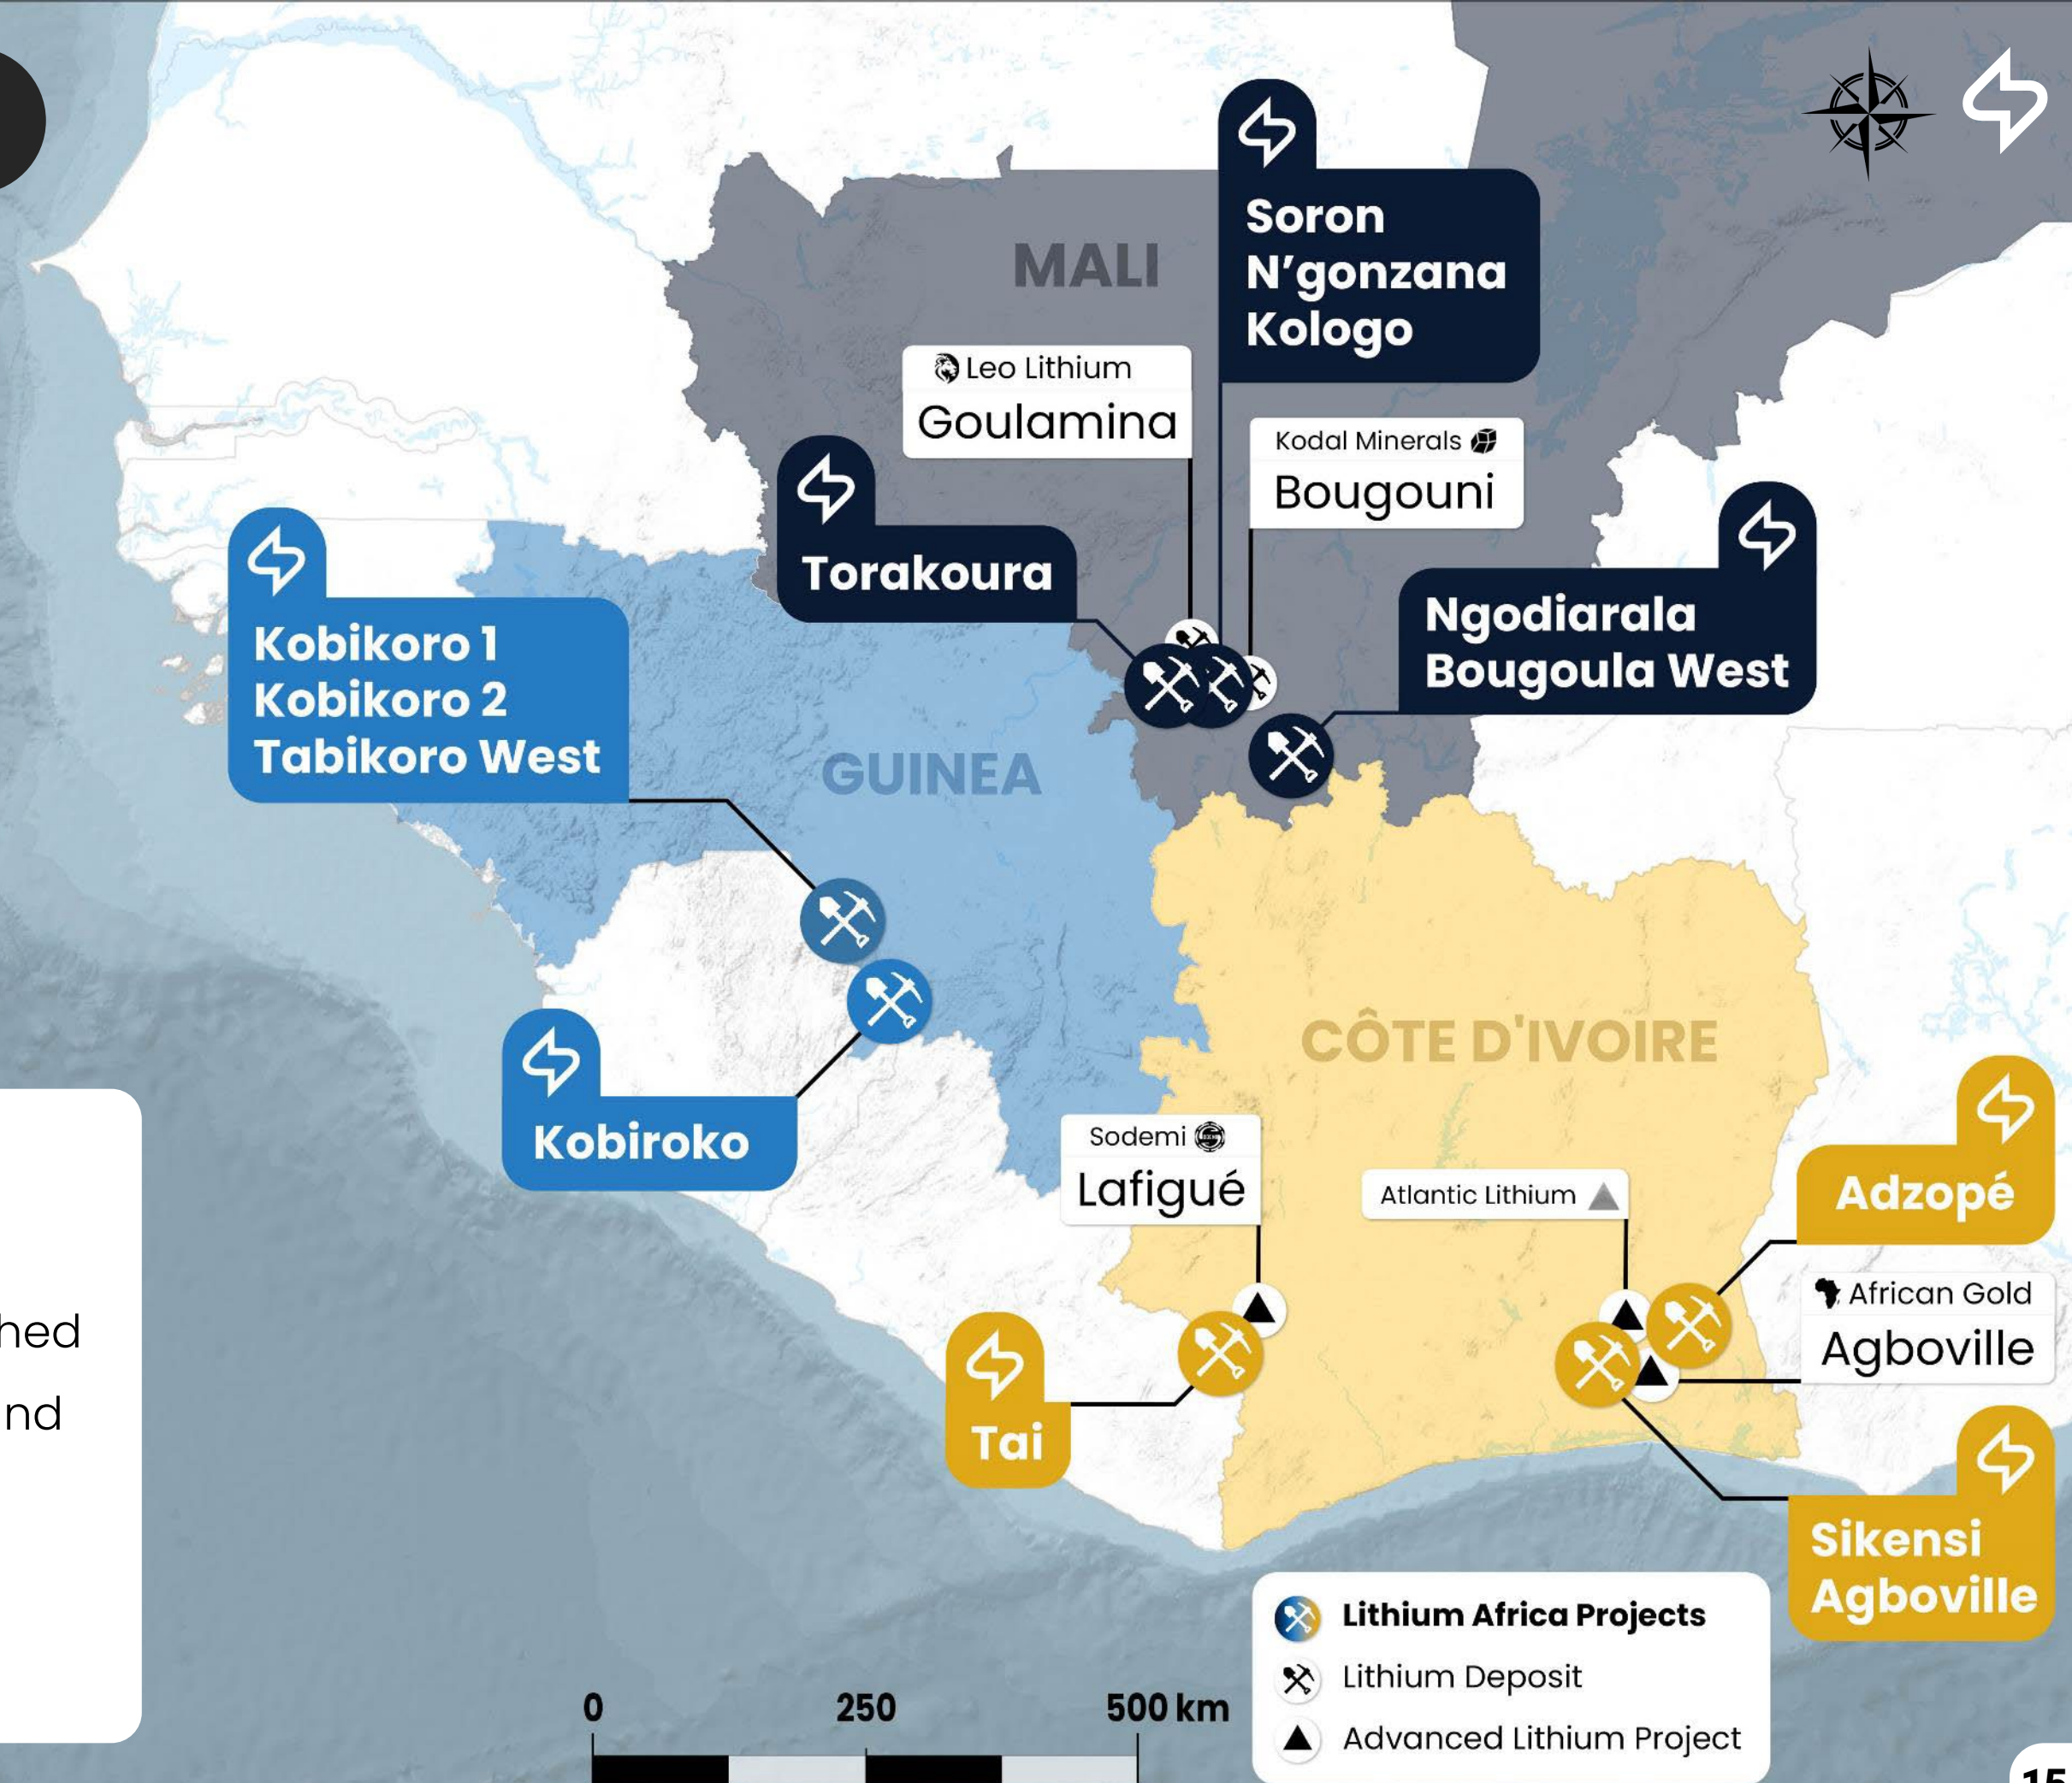 Soron
N'gonzana
Kologo
MALI
Leo Lithium
Goulamina
Kodal Minerals
Bougouni
Torakoura
Ngodiarala
Bougoula West
Kobikoro 1
Kobikoro 2
Tabikoro West
GUINEA
CÔTE D'IVOIRE
Kobiroko
Sodemi
Lafigué
Atlantic Lithium
Adzopé
African Gold
Agboville
hed
nd
Tai
Sikensi
Agboville
Lithium Africa Projects
Lithium Deposit
Advanced Lithium Project
0 250 500 km
15